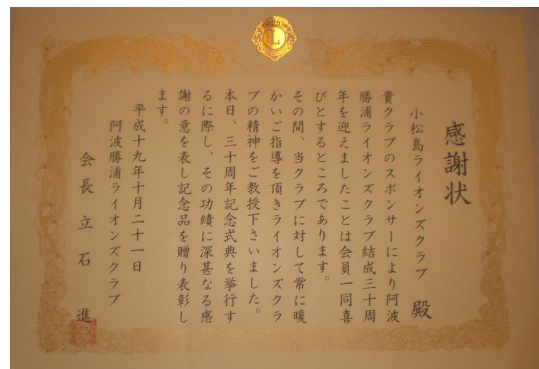 感謝状
小松島ライオンズクラブ 殿
貴クラブのスポンサーにより阿波
勝浦ライオンズクラブ結成三十周
年を迎えましたことは会員一同喜
びとするところであります。
その間、当クラブに対して常に暖
かいご指導を頂きライオンズクラ
ブの精神をご教授下さいました。
本日、三十周年記念式典を挙行す
るに際し、その功績に深甚なる感
謝の意を表し記念品を贈り表彰し
ます。
平成十九年十月二十一日
阿波勝浦ライオンズクラブ
会長 立石 進
L